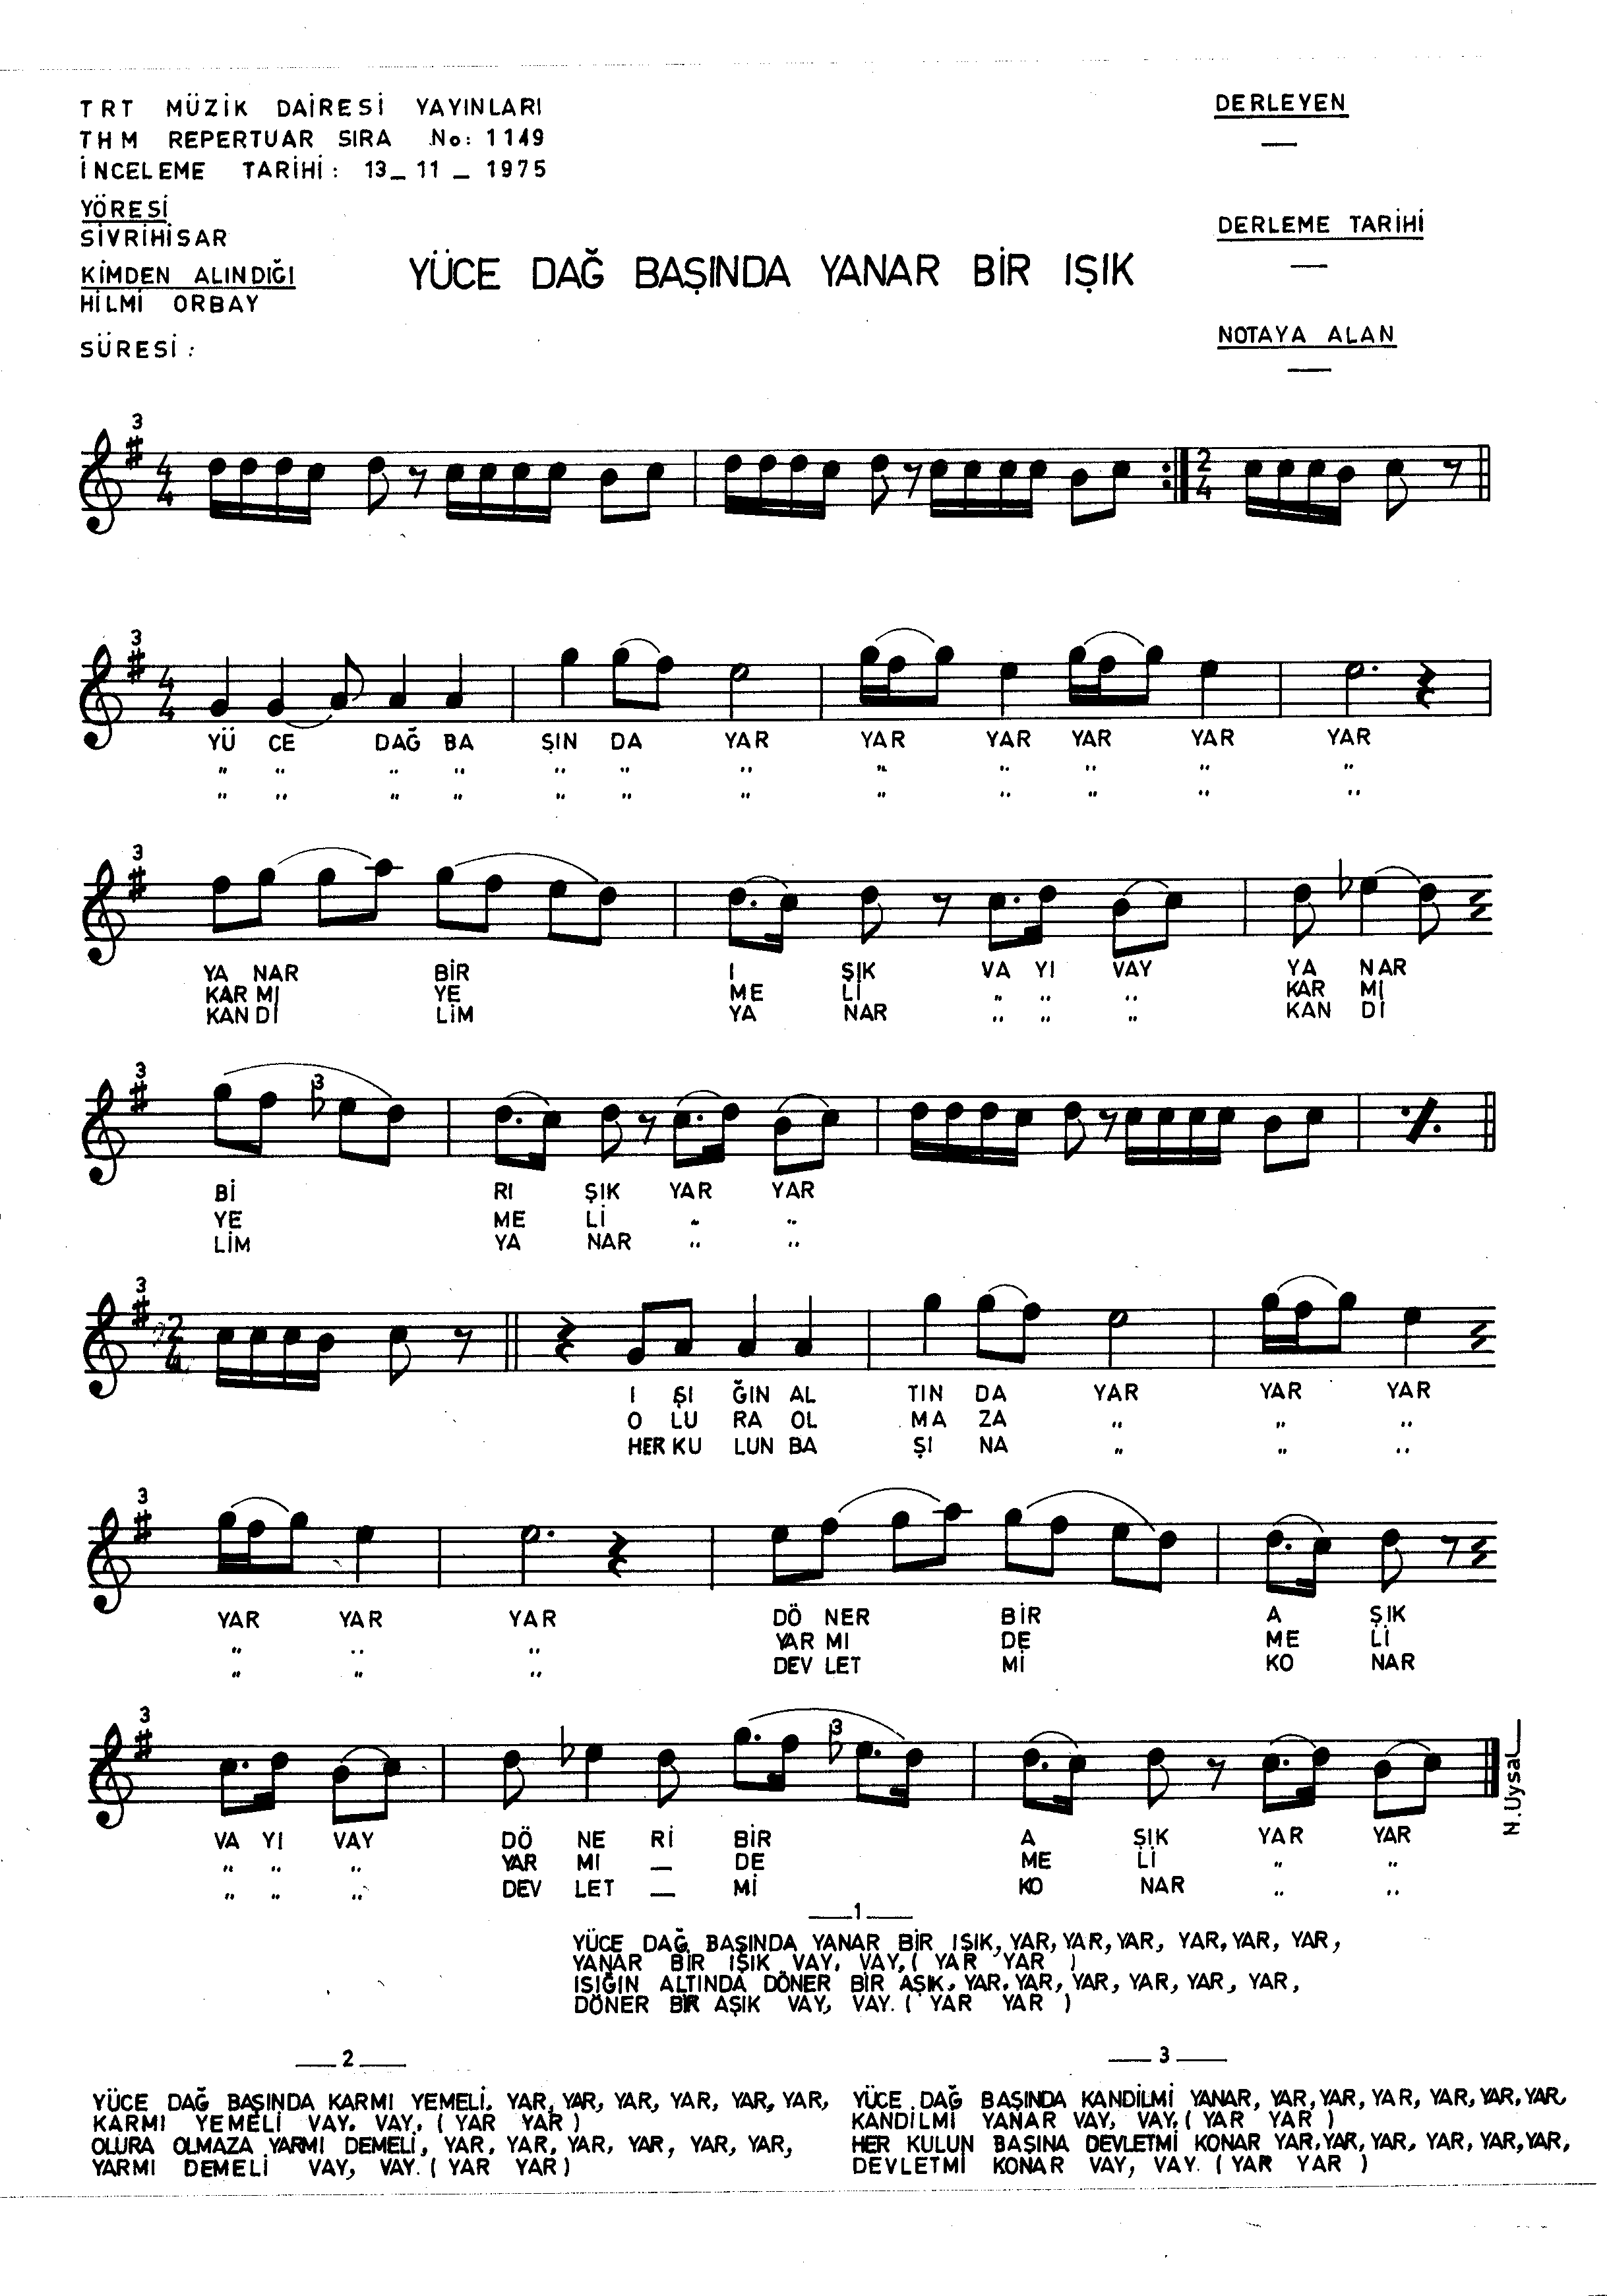 TRT MÜZİK DAİRESİ YAYINLARI
THM REPERTUAR SIRA No: 1149
İNCELEME TARİHİ: 13_ 11 _ 1975
YÖRESİ
SİVRİHİSAR
KİMDEN ALINDIĞI
HİLMİ ORBAY
SÜRESİ:
DERLEYEN
—
DERLEME TARİHİ
—
NOTAYA ALAN
—
YÜCE DAĞ BAŞINDA YANAR BİR IŞIK
3 4 4 2 4
3 4 4
YÜ CE DAĞ BA ŞIN DA YAR YAR YAR YAR YAR YAR
" " " " " " " " " " " "
" " " " " " " " " " " "
3
YA NAR BİR I ŞIK VA YI VAY YA NAR
KAR MI YE ME Lİ " " " KAR MI
KAN Dİ LİM YA NAR " " " KAN Dİ
3 3
Bİ RI ŞIK YAR YAR
YE ME Lİ " "
LİM YA NAR " "
3 2 4
I ŞI ĞIN AL TIN DA YAR YAR YAR
O LU RA OL MA ZA " " "
HER KU LUN BA ŞI NA " " "
3
YAR YAR YAR DÖ NER BİR A ŞIK
" " " YAR MI DE ME Lİ
" " " DEV LET Mİ KO NAR
3 3
VA YI VAY DÖ NE Rİ BİR A ŞIK YAR YAR
" " " YAR MI — DE ME Lİ " "
" " " DEV LET — Mİ KO NAR " "
N.Uysal
—1—
YÜCE DAĞ BAŞINDA YANAR BİR IŞIK, YAR, YAR, YAR, YAR, YAR, YAR,
YANAR BİR IŞIK VAY, VAY, ( YAR YAR )
IŞIĞIN ALTINDA DÖNER BİR AŞIK, YAR, YAR, YAR, YAR, YAR, YAR,
DÖNER BİR AŞIK VAY, VAY. ( YAR YAR )
— 2 —
YÜCE DAĞ BAŞINDA KARMI YEMELİ, YAR, YAR, YAR, YAR, YAR, YAR,
KARMI YEMELİ VAY, VAY, ( YAR YAR )
OLURA OLMAZA YARMI DEMELİ, YAR, YAR, YAR, YAR, YAR, YAR,
YARMI DEMELİ VAY, VAY. ( YAR YAR )
— 3 —
YÜCE DAĞ BAŞINDA KANDİLMİ YANAR, YAR, YAR, YAR, YAR, YAR, YAR,
KANDİLMİ YANAR VAY, VAY, ( YAR YAR )
HER KULUN BAŞINA DEVLETMİ KONAR YAR, YAR, YAR, YAR, YAR, YAR,
DEVLETMİ KONAR VAY, VAY. ( YAR YAR )